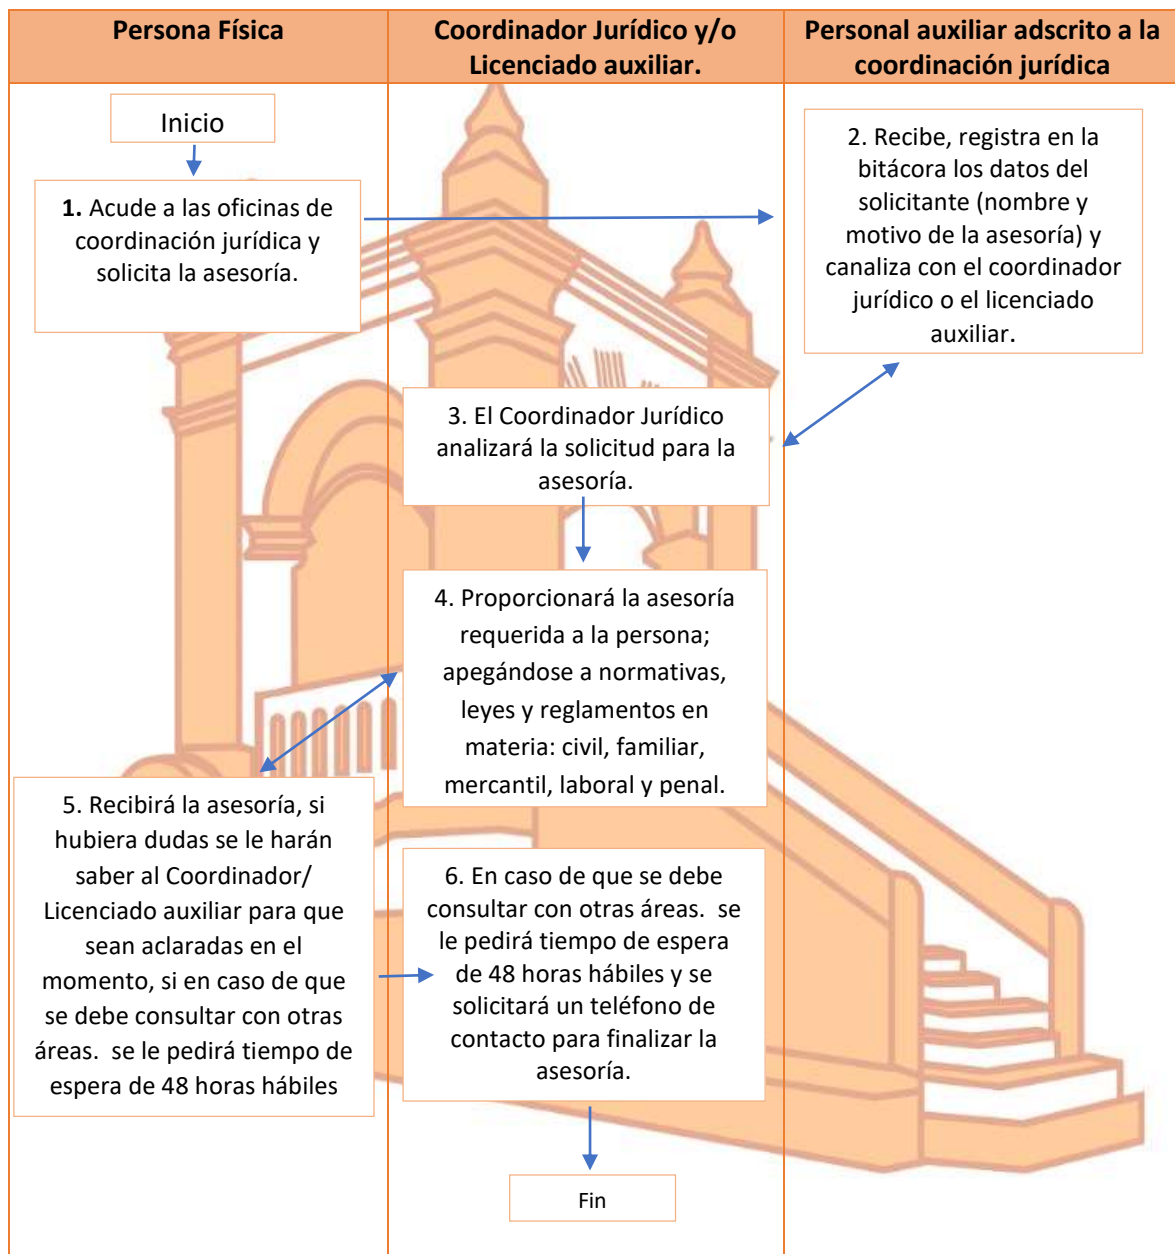 Persona Física
Coordinador Jurídico y/o
Licenciado auxiliar.
Personal auxiliar adscrito a la
coordinación jurídica
Inicio
1. Acude a las oficinas de
coordinación jurídica y
solicita la asesoría.
2. Recibe, registra en la
bitácora los datos del
solicitante (nombre y
motivo de la asesoría) y
canaliza con el coordinador
jurídico o el licenciado
auxiliar.
3. El Coordinador Jurídico
analizará la solicitud para la
asesoría.
4. Proporcionará la asesoría
requerida a la persona;
apegándose a normativas,
leyes y reglamentos en
materia: civil, familiar,
mercantil, laboral y penal.
5. Recibirá la asesoría, si
hubiera dudas se le harán
saber al Coordinador/
Licenciado auxiliar para que
sean aclaradas en el
momento, si en caso de que
se debe consultar con otras
áreas.  se le pedirá tiempo de
espera de 48 horas hábiles
6. En caso de que se debe
consultar con otras áreas.  se
le pedirá tiempo de espera
de 48 horas hábiles y se
solicitará un teléfono de
contacto para finalizar la
asesoría.
Fin